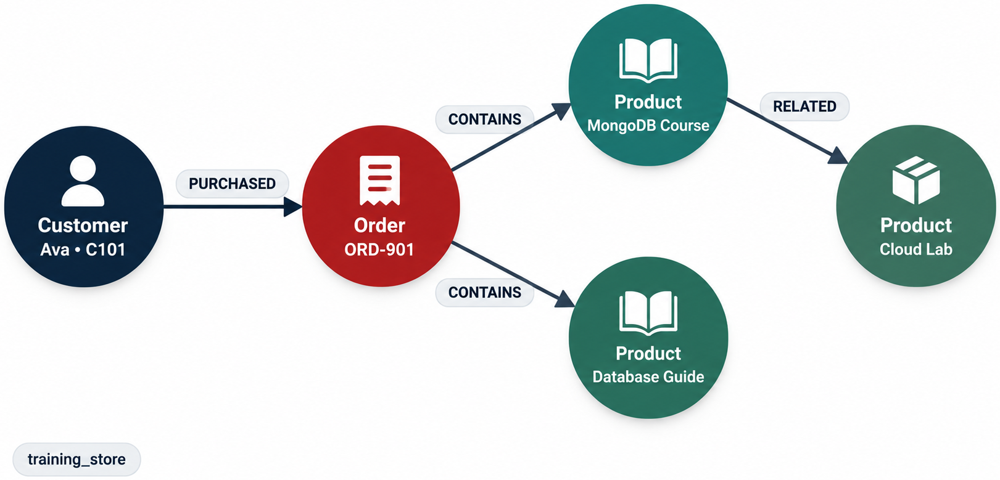 Customer
Ava • C101
PURCHASED
Order
ORD-901
CONTAINS
Product
MongoDB Course
CONTAINS
Product
Database Guide
RELATED
Product
Cloud Lab
training_store